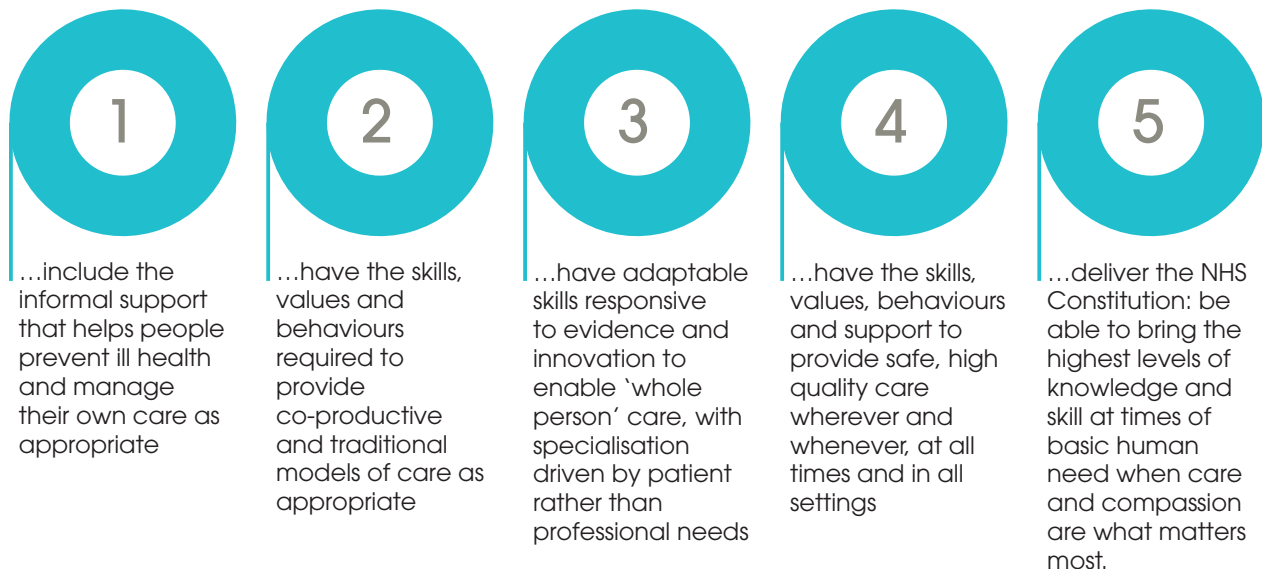 1
…include the
informal support
that helps people
prevent ill health
and manage
their own care as
appropriate
2
…have the skills,
values and
behaviours
required to
provide
co-productive
and traditional
models of care as
appropriate
3
…have adaptable
skills responsive
to evidence and
innovation to
enable ‘whole
person’ care, with
specialisation
driven by patient
rather than
professional needs
4
…have the skills,
values, behaviours
and support to
provide safe, high
quality care
wherever and
whenever, at all
times and in all
settings
5
…deliver the NHS
Constitution: be
able to bring the
highest levels of
knowledge and
skill at times of
basic human
need when care
and compassion
are what matters
most.